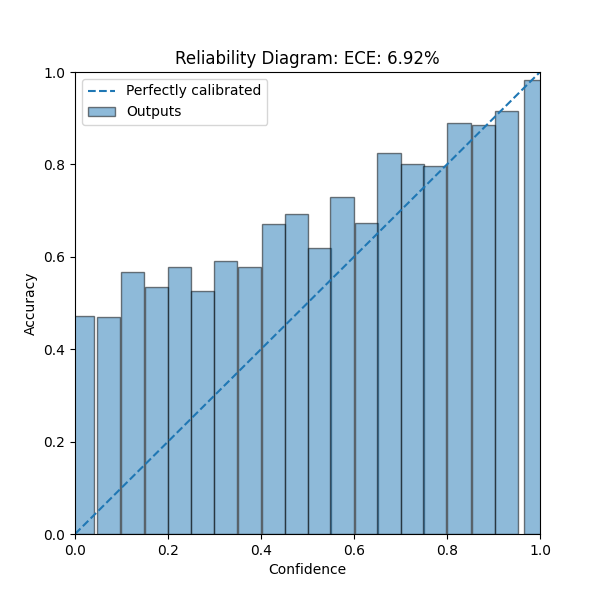 Reliability Diagram: ECE: 6.92%
Perfectly calibrated
Outputs
1.0
0.8
0.6
0.4
0.2
0.0
Accuracy
0.0 0.2 0.4 0.6 0.8 1.0
Confidence